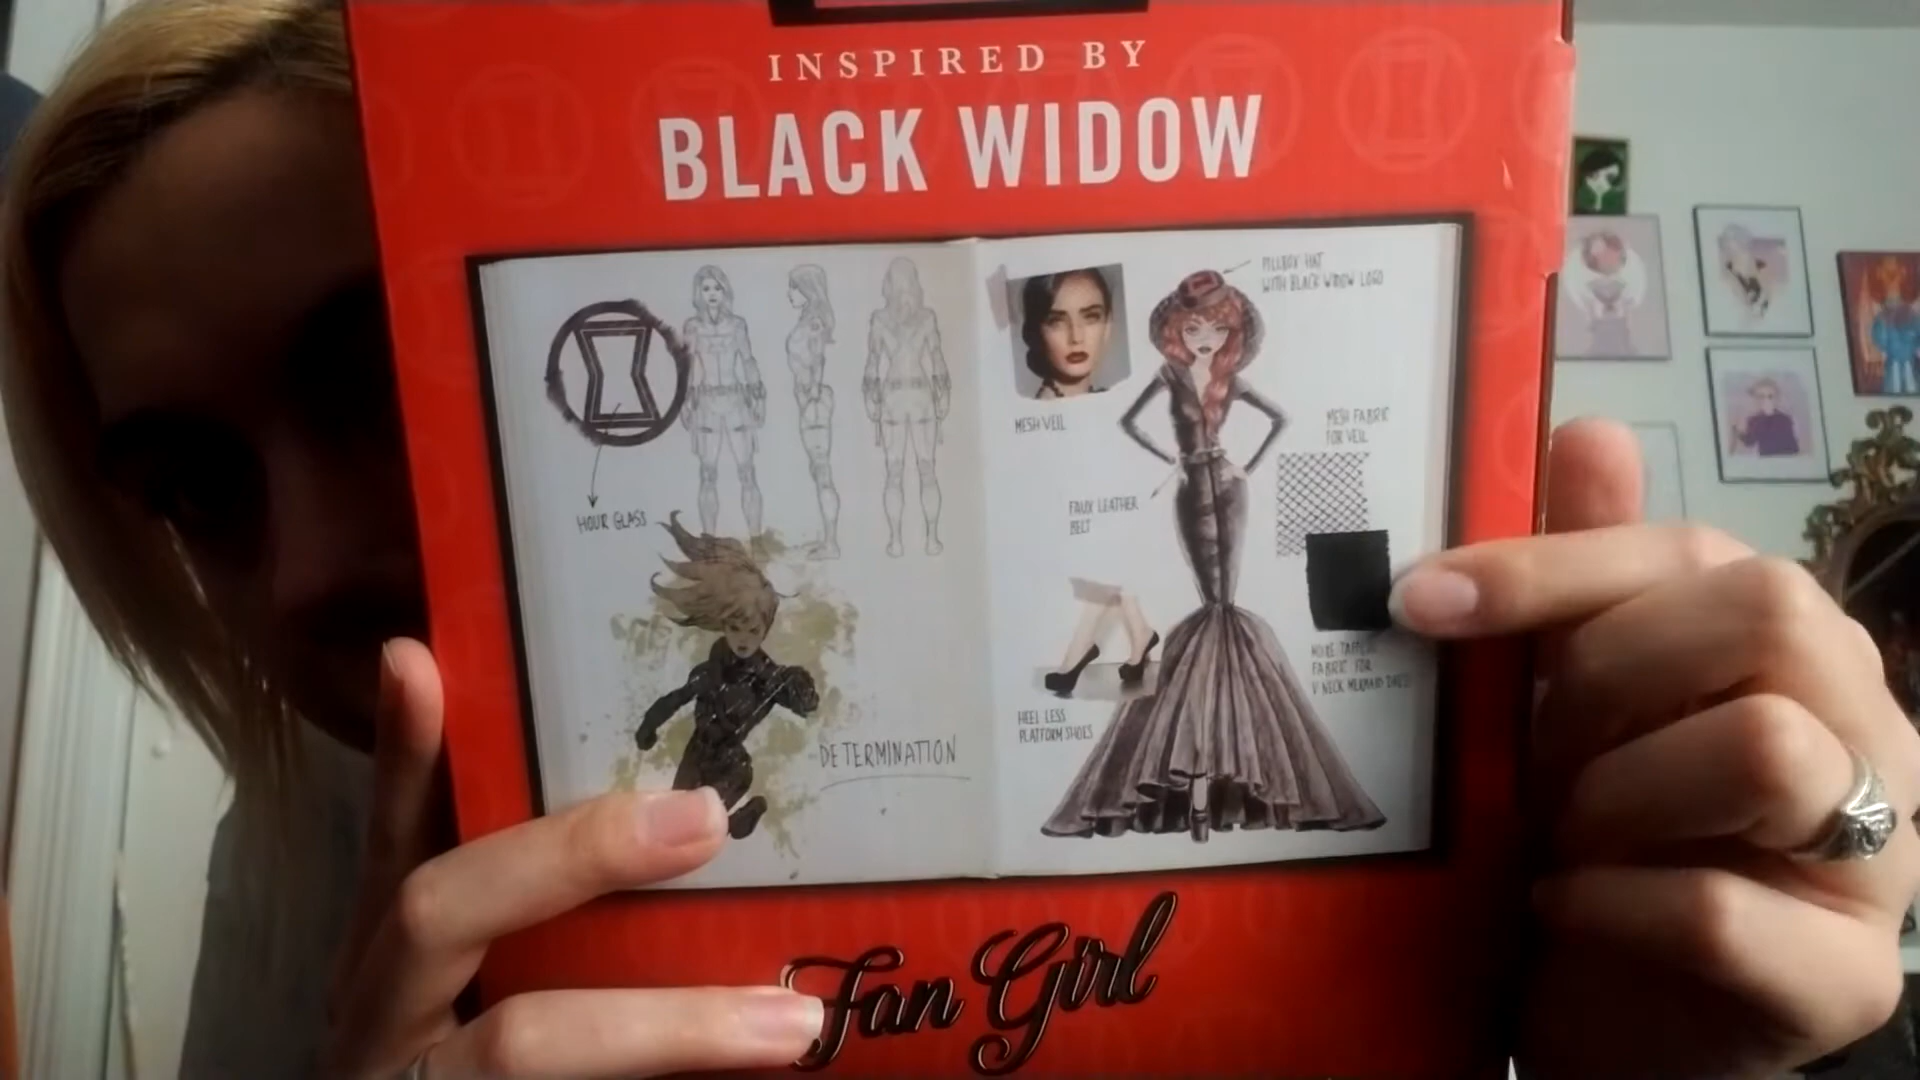 INSPIRED BY
BLACK WIDOW
HOUR GLASS
DETERMINATION
PILLBOX HAT
WITH BLACK WIDOW LOGO
MESH VEIL
MESH FABRIC
FOR VEIL
FAUX LEATHER
BELT
FABRIC FOR
V NECK MERMAID DRESS
HEEL LESS
PLATFORM SHOES
Fan Girl